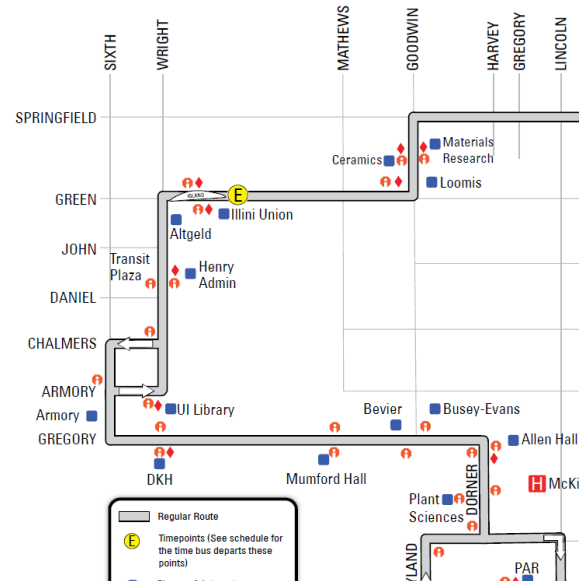 SIXTH
WRIGHT
MATHEWS
GOODWIN
HARVEY
GREGORY
LINCOLN
SPRINGFIELD
Materials
Research
Ceramics
Loomis
GREEN
ISLAND
E
Illini Union
Altgeld
JOHN
Transit
Plaza
Henry
Admin
DANIEL
CHALMERS
ARMORY
Armory
UI Library
Bevier
Busey-Evans
GREGORY
Allen Hall
DKH
Mumford Hall
DORNER
H McKi
Plant
Sciences
Regular Route
E
Timepoints (See schedule for
the time bus departs these
points)
YLAND
PAR